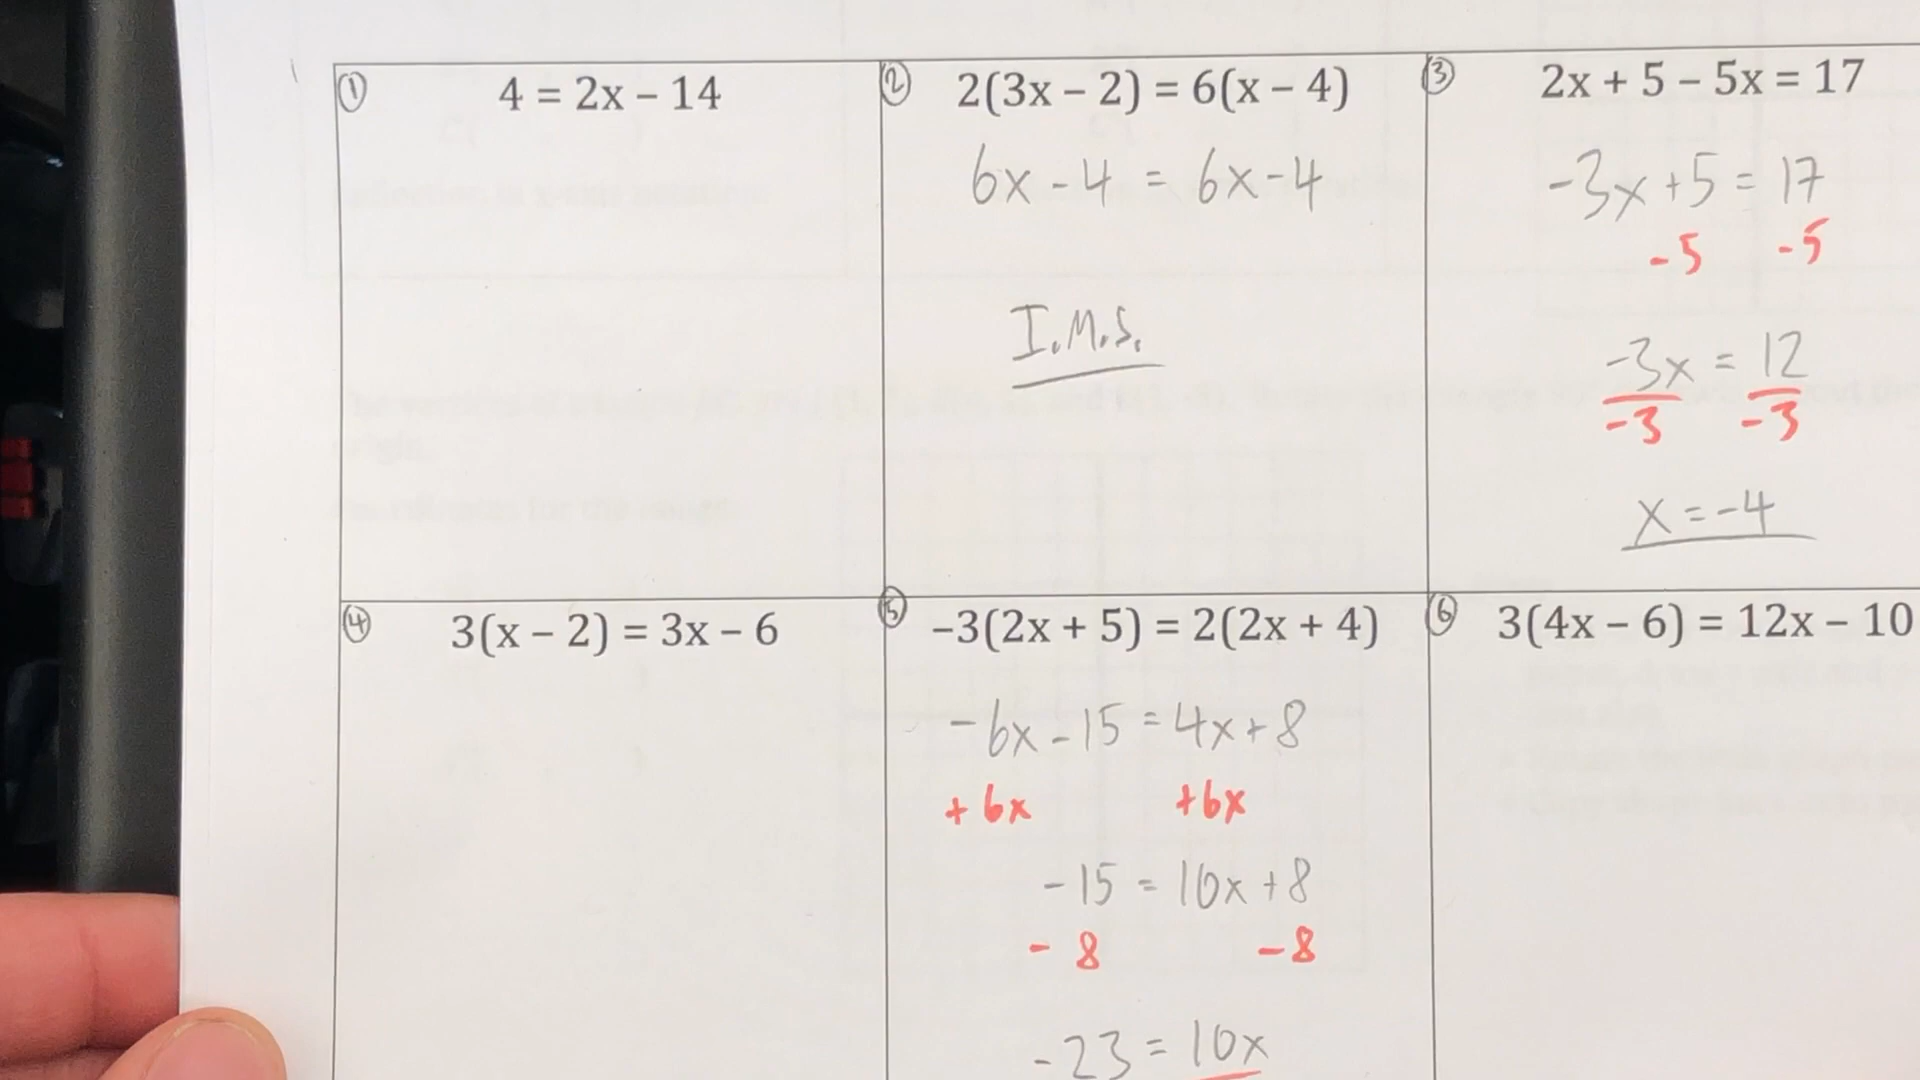 ① 4 = 2x – 14
② 2(3x – 2) = 6(x – 4)
6x - 4 = 6x - 4
I.M.S.
③ 2x + 5 – 5x = 17
-3x + 5 = 17
-5 -5
-3x = 12
-3 -3
x = -4
④ 3(x – 2) = 3x – 6
⑤ –3(2x + 5) = 2(2x + 4)
-6x - 15 = 4x + 8
+6x +6x
-15 = 10x + 8
-8 -8
-23 = 10x
⑥ 3(4x – 6) = 12x – 10